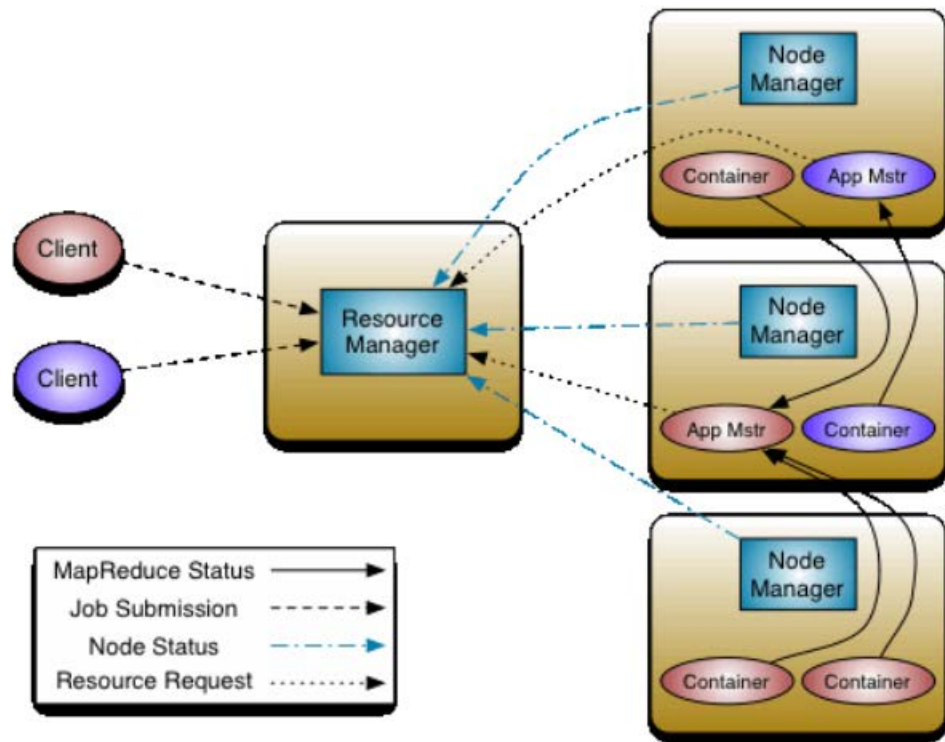 Node
Manager
Container
App Mstr
Client
Client
Resource
Manager
Node
Manager
App Mstr
Container
Node
Manager
Container
Container
MapReduce Status
Job Submission
Node Status
Resource Request